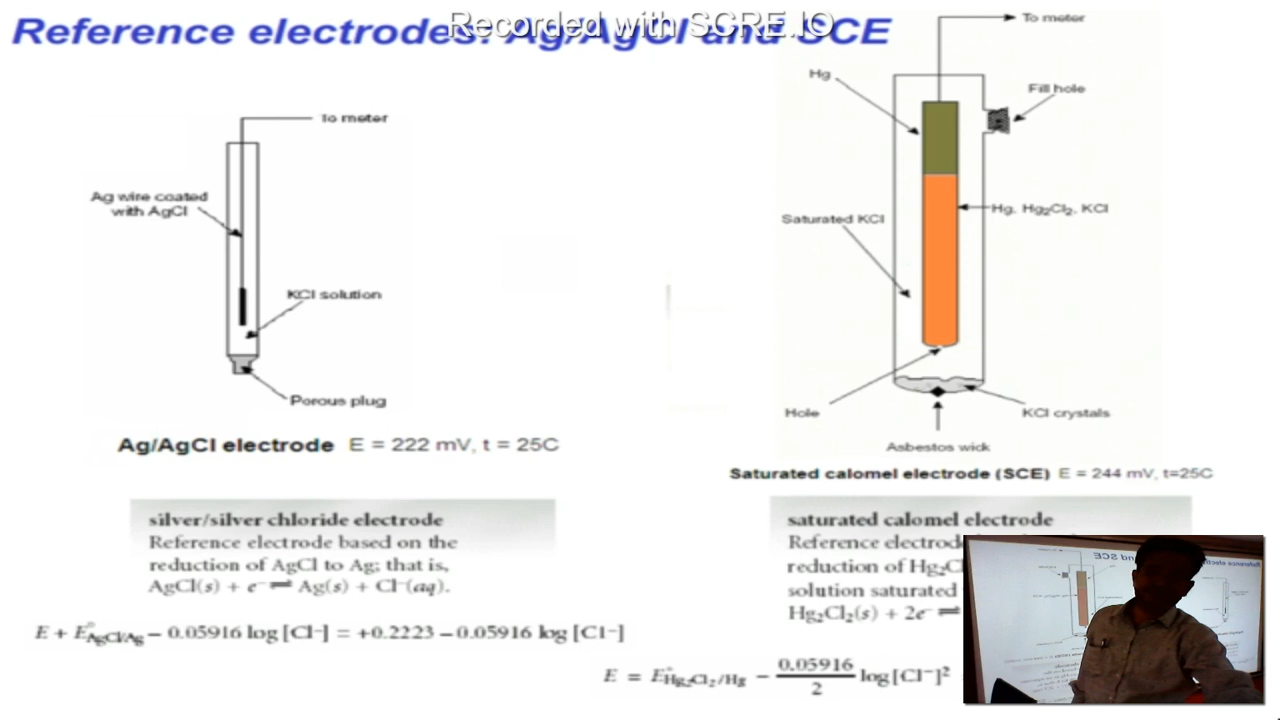 Reference electrodes: Ag/AgCl and SCE
Recorded with SCRE.IO
To meter
Ag wire coated
with AgCl
KCl solution
Porous plug
Ag/AgCl electrode E = 222 mV, t = 25C
silver/silver chloride electrode
Reference electrode based on the
reduction of AgCl to Ag; that is,
AgCl(s) + e⁻ ⇌ Ag(s) + Cl⁻(aq).
E + E°AgCl/Ag – 0.05916 log [Cl⁻] = +0.2223 – 0.05916 log [C1⁻]
To meter
Hg
Fill hole
Hg, Hg₂Cl₂, KCl
Saturated KCl
Hole
KCl crystals
Asbestos wick
Saturated calomel electrode (SCE) E = 244 mV, t=25C
saturated calomel electrode
Reference electrod
reduction of Hg₂Cl
solution saturated
Hg₂Cl₂(s) + 2e⁻ ⇌
E = E°Hg₂Cl₂/Hg – 0.05916/2 log[Cl⁻]²